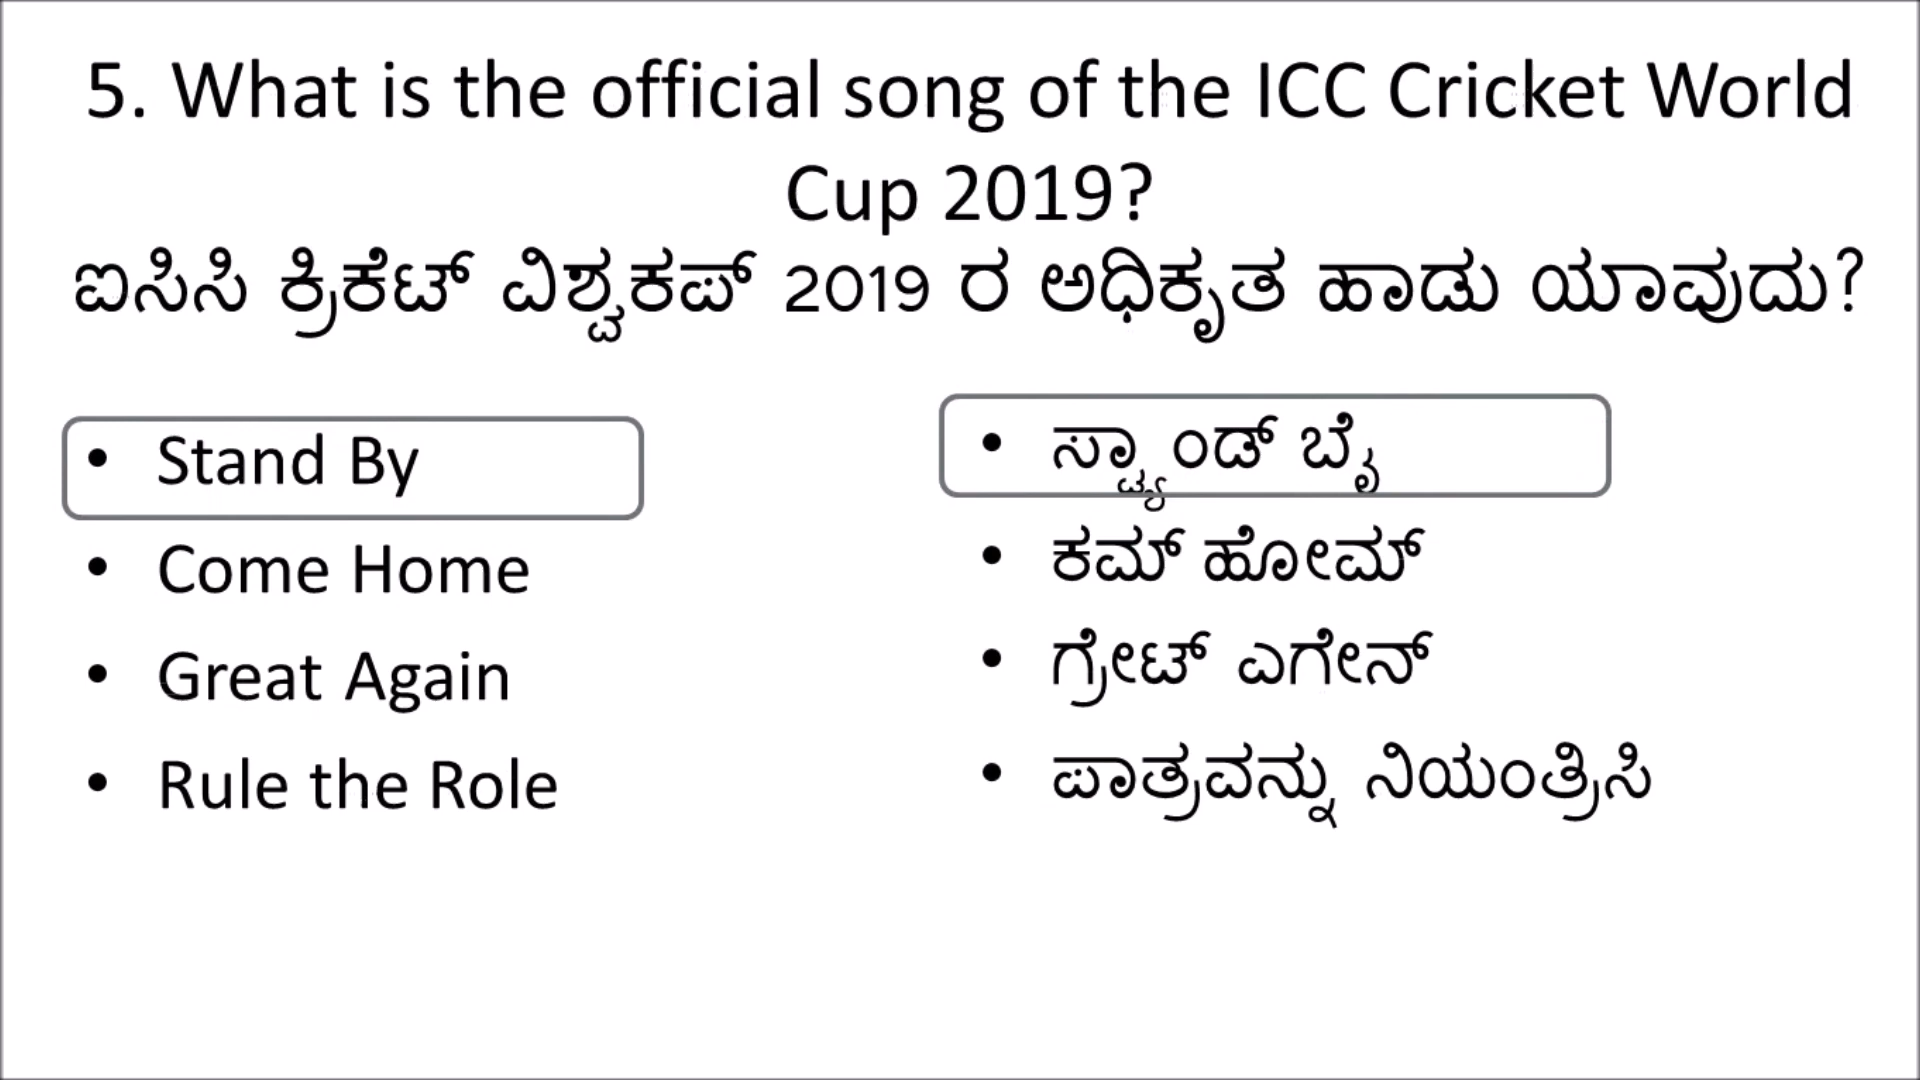 5. What is the official song of the ICC Cricket World
Cup 2019?
ಐಸಿಸಿ ಕ್ರಿಕೆಟ್ ವಿಶ್ವಕಪ್ 2019 ರ ಅಧಿಕೃತ ಹಾಡು ಯಾವುದು?
• Stand By
• Come Home
• Great Again
• Rule the Role
• ಸ್ಟ್ಯಾಂಡ್ ಬೈ
• ಕಮ್ ಹೋಮ್
• ಗ್ರೇಟ್ ಎಗೇನ್
• ಪಾತ್ರವನ್ನು ನಿಯಂತ್ರಿಸಿ